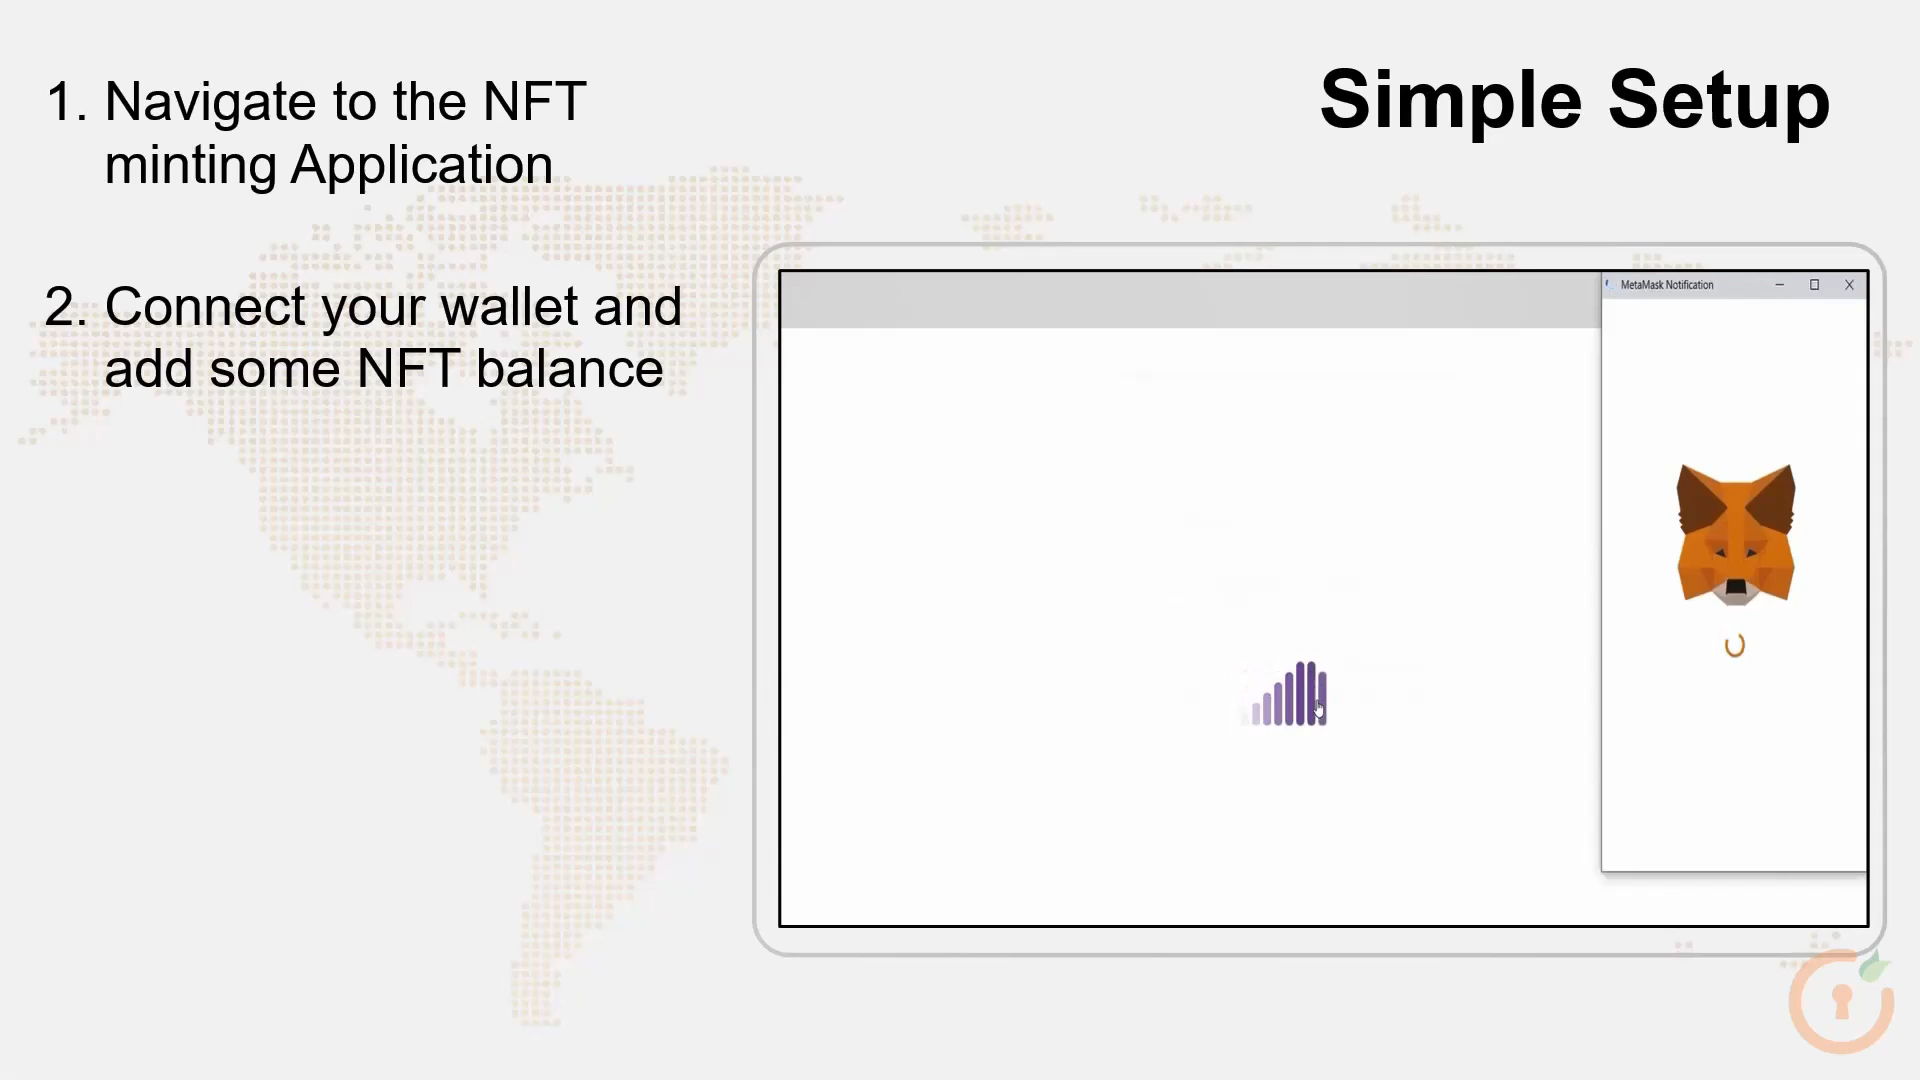 Simple Setup
1. Navigate to the NFT
minting Application
2. Connect your wallet and
add some NFT balance
MetaMask Notification